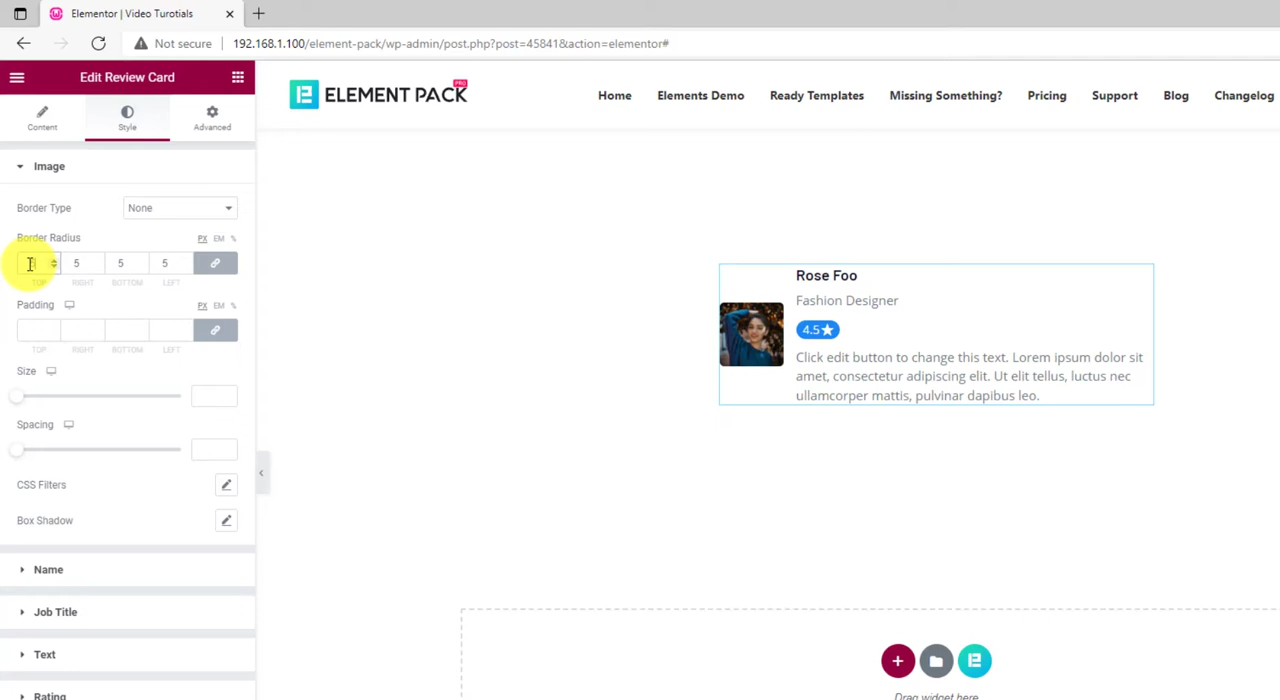 Elementor | Video Turotials
Not secure
192.168.1.100/element-pack/wp-admin/post.php?post=45841&action=elementor#
Edit Review Card
ELEMENT PACK
PRO
Home
Elements Demo
Ready Templates
Missing Something?
Pricing
Support
Blog
Changelog
Content
Style
Advanced
Image
Border Type
None
Border Radius
PX EM %
5 5 5
TOP RIGHT BOTTOM LEFT
Padding
PX EM %
TOP RIGHT BOTTOM LEFT
Size
Spacing
CSS Filters
Box Shadow
Name
Job Title
Text
Rating
Rose Foo
Fashion Designer
4.5
Click edit button to change this text. Lorem ipsum dolor sit
amet, consectetur adipiscing elit. Ut elit tellus, luctus nec
ullamcorper mattis, pulvinar dapibus leo.
Drag widget here